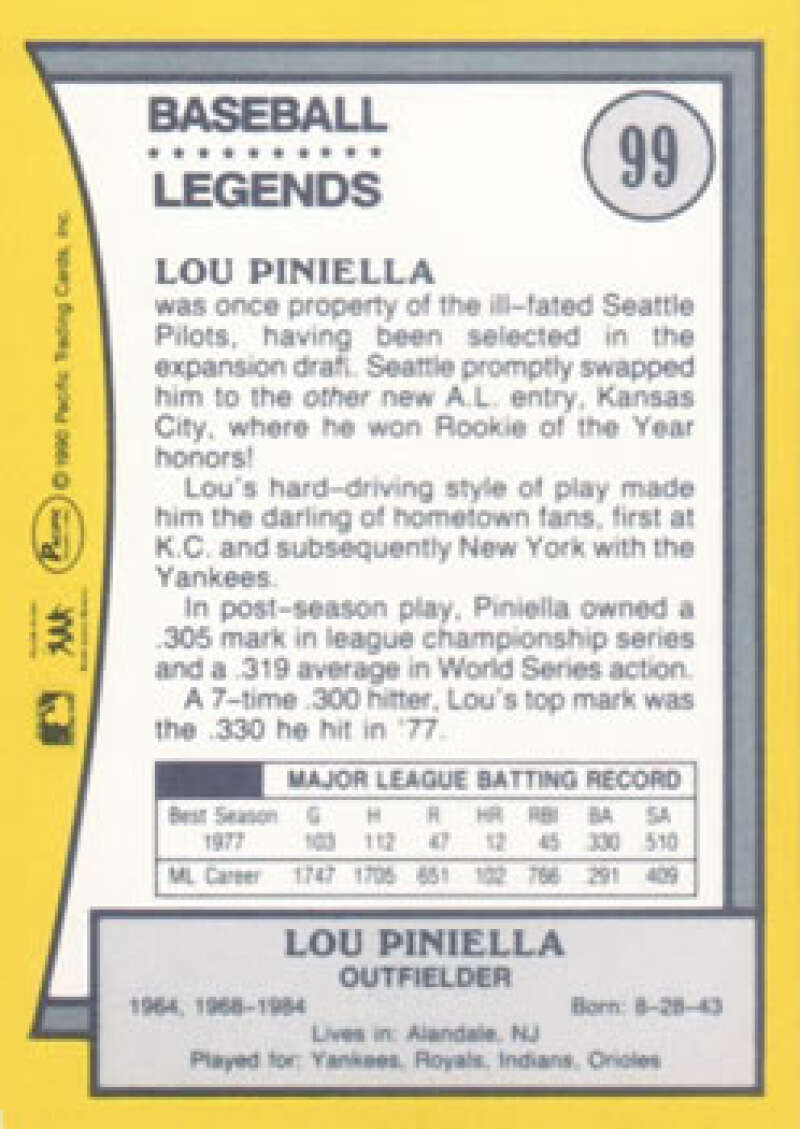 BASEBALL
LEGENDS
99
LOU PINIELLA
was once property of the ill-fated Seattle
Pilots, having been selected in the
expansion draft. Seattle promptly swapped
him to the other new A.L. entry, Kansas
City, where he won Rookie of the Year
honors!
Lou's hard-driving style of play made
him the darling of hometown fans, first at
K.C. and subsequently New York with the
Yankees.
In post-season play, Piniella owned a
.305 mark in league championship series
and a .319 average in World Series action.
A 7-time .300 hitter, Lou's top mark was
the .330 he hit in '77.
MAJOR LEAGUE BATTING RECORD
Best Season G H R HR RBI BA SA
1977 103 112 47 12 45 .330 .510
ML Career 1747 1705 651 102 766 .291 .409
LOU PINIELLA
OUTFIELDER
1964, 1968-1984 Born: 8-28-43
Lives in: Alandale, NJ
Played for: Yankees, Royals, Indians, Orioles
PACIFIC © 1990 Pacific Trading Cards, Inc.